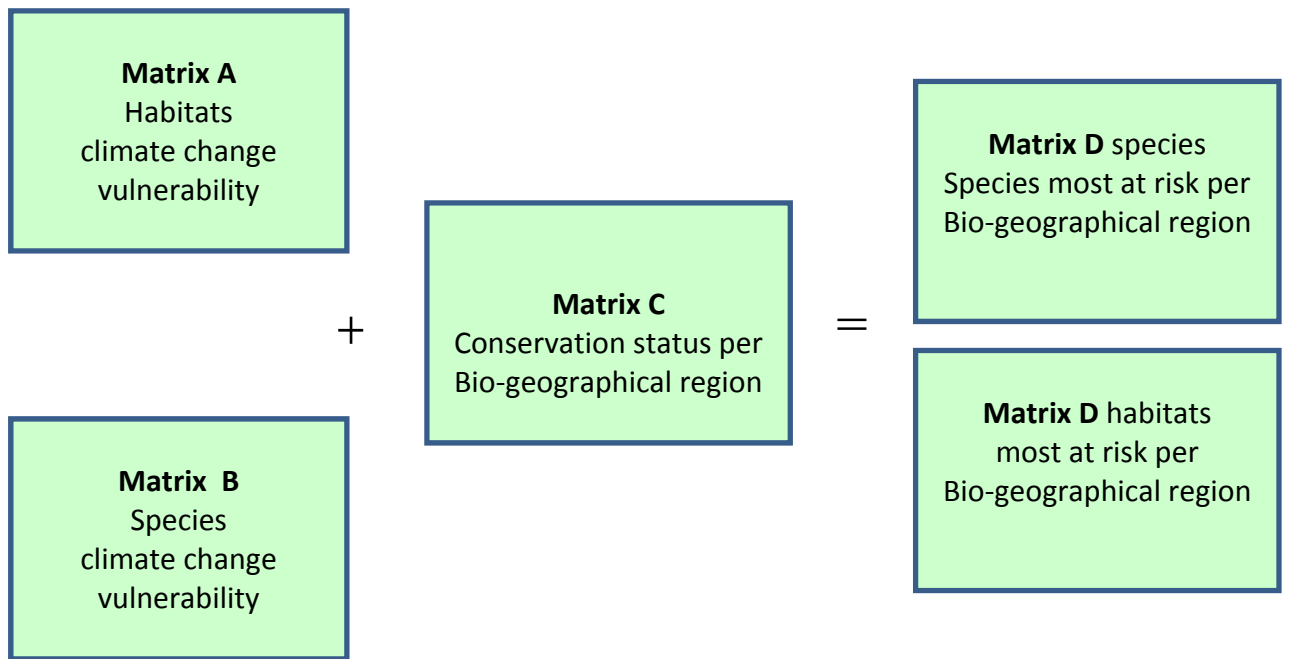 Matrix A
Habitats
climate change
vulnerability
Matrix B
Species
climate change
vulnerability
+
Matrix C
Conservation status per
Bio-geographical region
=
Matrix D species
Species most at risk per
Bio-geographical region
Matrix D habitats
most at risk per
Bio-geographical region